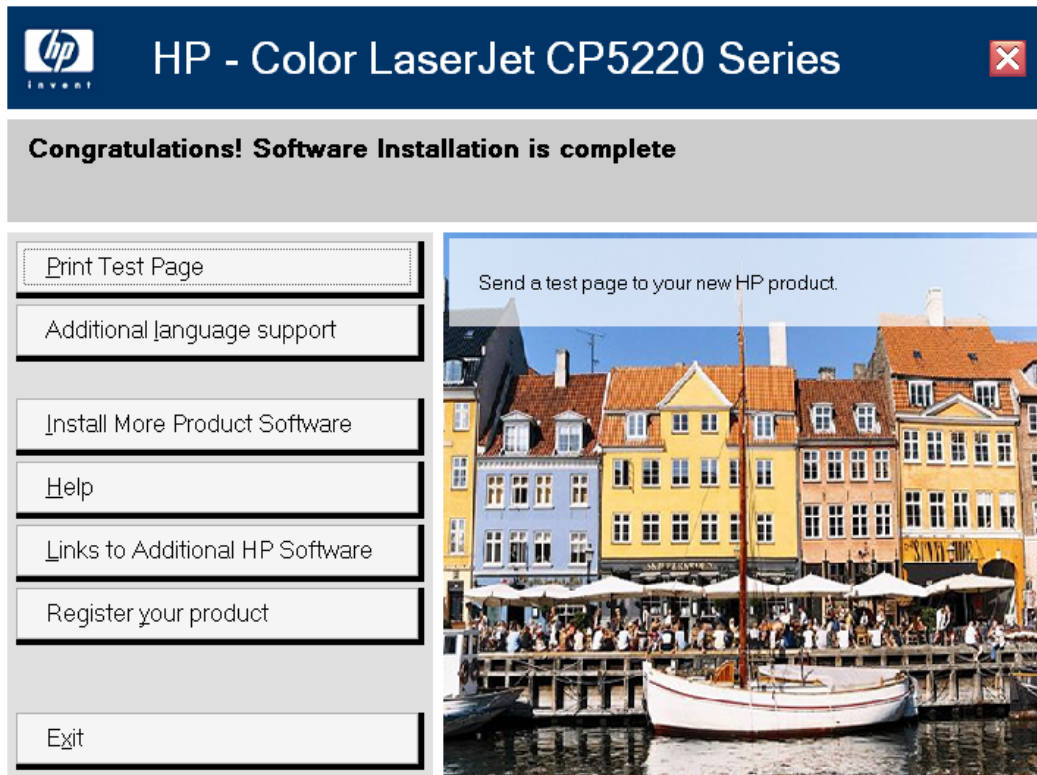 hp
invent
HP - Color LaserJet CP5220 Series
Congratulations! Software Installation is complete
Print Test Page
Send a test page to your new HP product.
Additional language support
Install More Product Software
Help
Links to Additional HP Software
Register your product
Exit